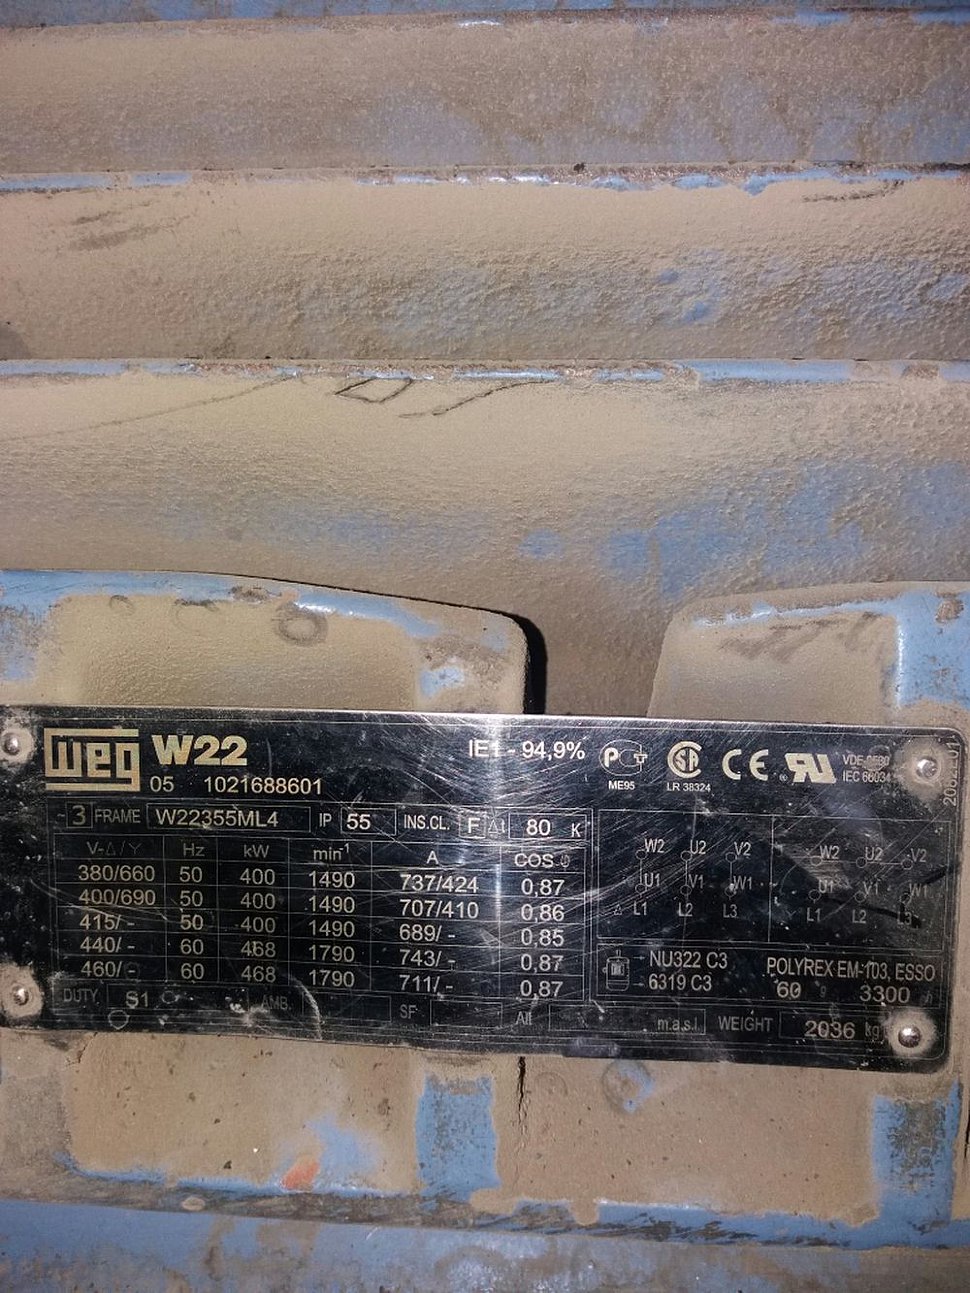 WEG W22 IE1 - 94,9% ME95 LR 38324 CE VDE 0580
05 1021688601 IEC 60034
3 FRAME W22355ML4 IP 55 INS.CL. F Δt 80 K
V-Δ/Y Hz kW min⁻¹ A COS φ
380/660 50 400 1490 737/424 0,87
400/690 50 400 1490 707/410 0,86
415/- 50 400 1490 689/- 0,85
440/- 60 468 1790 743/- 0,87
460/- 60 468 1790 711/- 0,87
W2 U2 V2 W2 U2 V2
U1 V1 W1 U1 V1 W1
Δ L1 L2 L3 L1 L2 L3
NU322 C3 POLYREX EM-103, ESSO
6319 C3 60 g 3300 h
DUTY S1 AMB. SF Alt m.a.s.l. WEIGHT 2036 kg